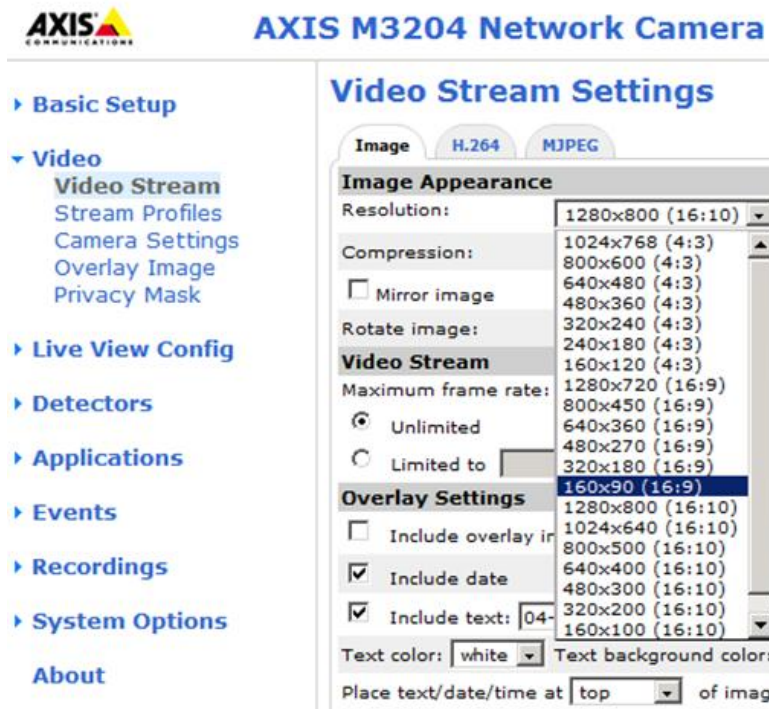 AXIS
COMMUNICATIONS
AXIS M3204 Network Camera
Basic Setup
Video
Video Stream
Stream Profiles
Camera Settings
Overlay Image
Privacy Mask
Live View Config
Detectors
Applications
Events
Recordings
System Options
About
Video Stream Settings
Image H.264 MJPEG
Image Appearance
Resolution: 1280x800 (16:10)
Compression:
Mirror image
Rotate image:
Video Stream
Maximum frame rate:
Unlimited
Limited to
Overlay Settings
Include overlay
Include date
Include text: 04-
1024x768 (4:3)
800x600 (4:3)
640x480 (4:3)
480x360 (4:3)
320x240 (4:3)
240x180 (4:3)
160x120 (4:3)
1280x720 (16:9)
800x450 (16:9)
640x360 (16:9)
480x270 (16:9)
320x180 (16:9)
160x90 (16:9)
1280x800 (16:10)
1024x640 (16:10)
800x500 (16:10)
640x400 (16:10)
480x300 (16:10)
320x200 (16:10)
160x100 (16:10)
Text color: white Text background color:
Place text/date/time at top of imag